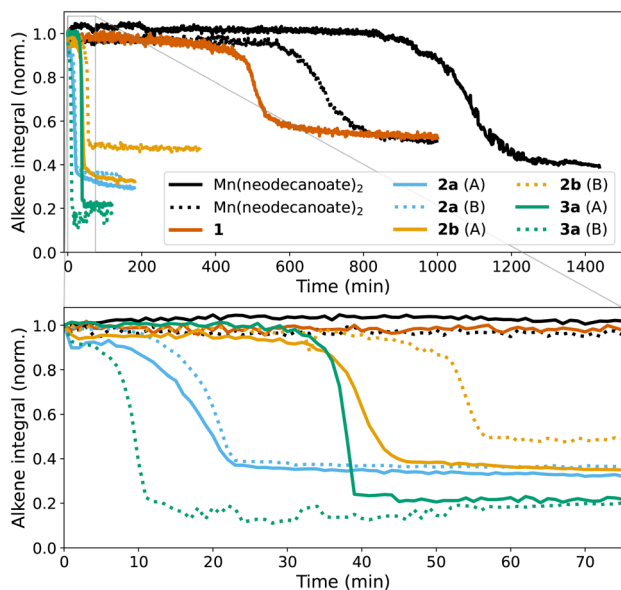 Alkene integral (norm.)
1.0
0.8
0.6
0.4
0.2
0.0
Mn(neodecanoate)₂
Mn(neodecanoate)₂
1
2a (A)
2a (B)
2b (A)
2b (B)
3a (A)
3a (B)
0 200 400 600 800 1000 1200 1400
Time (min)
Alkene integral (norm.)
1.0
0.8
0.6
0.4
0.2
0.0
0 10 20 30 40 50 60 70
Time (min)